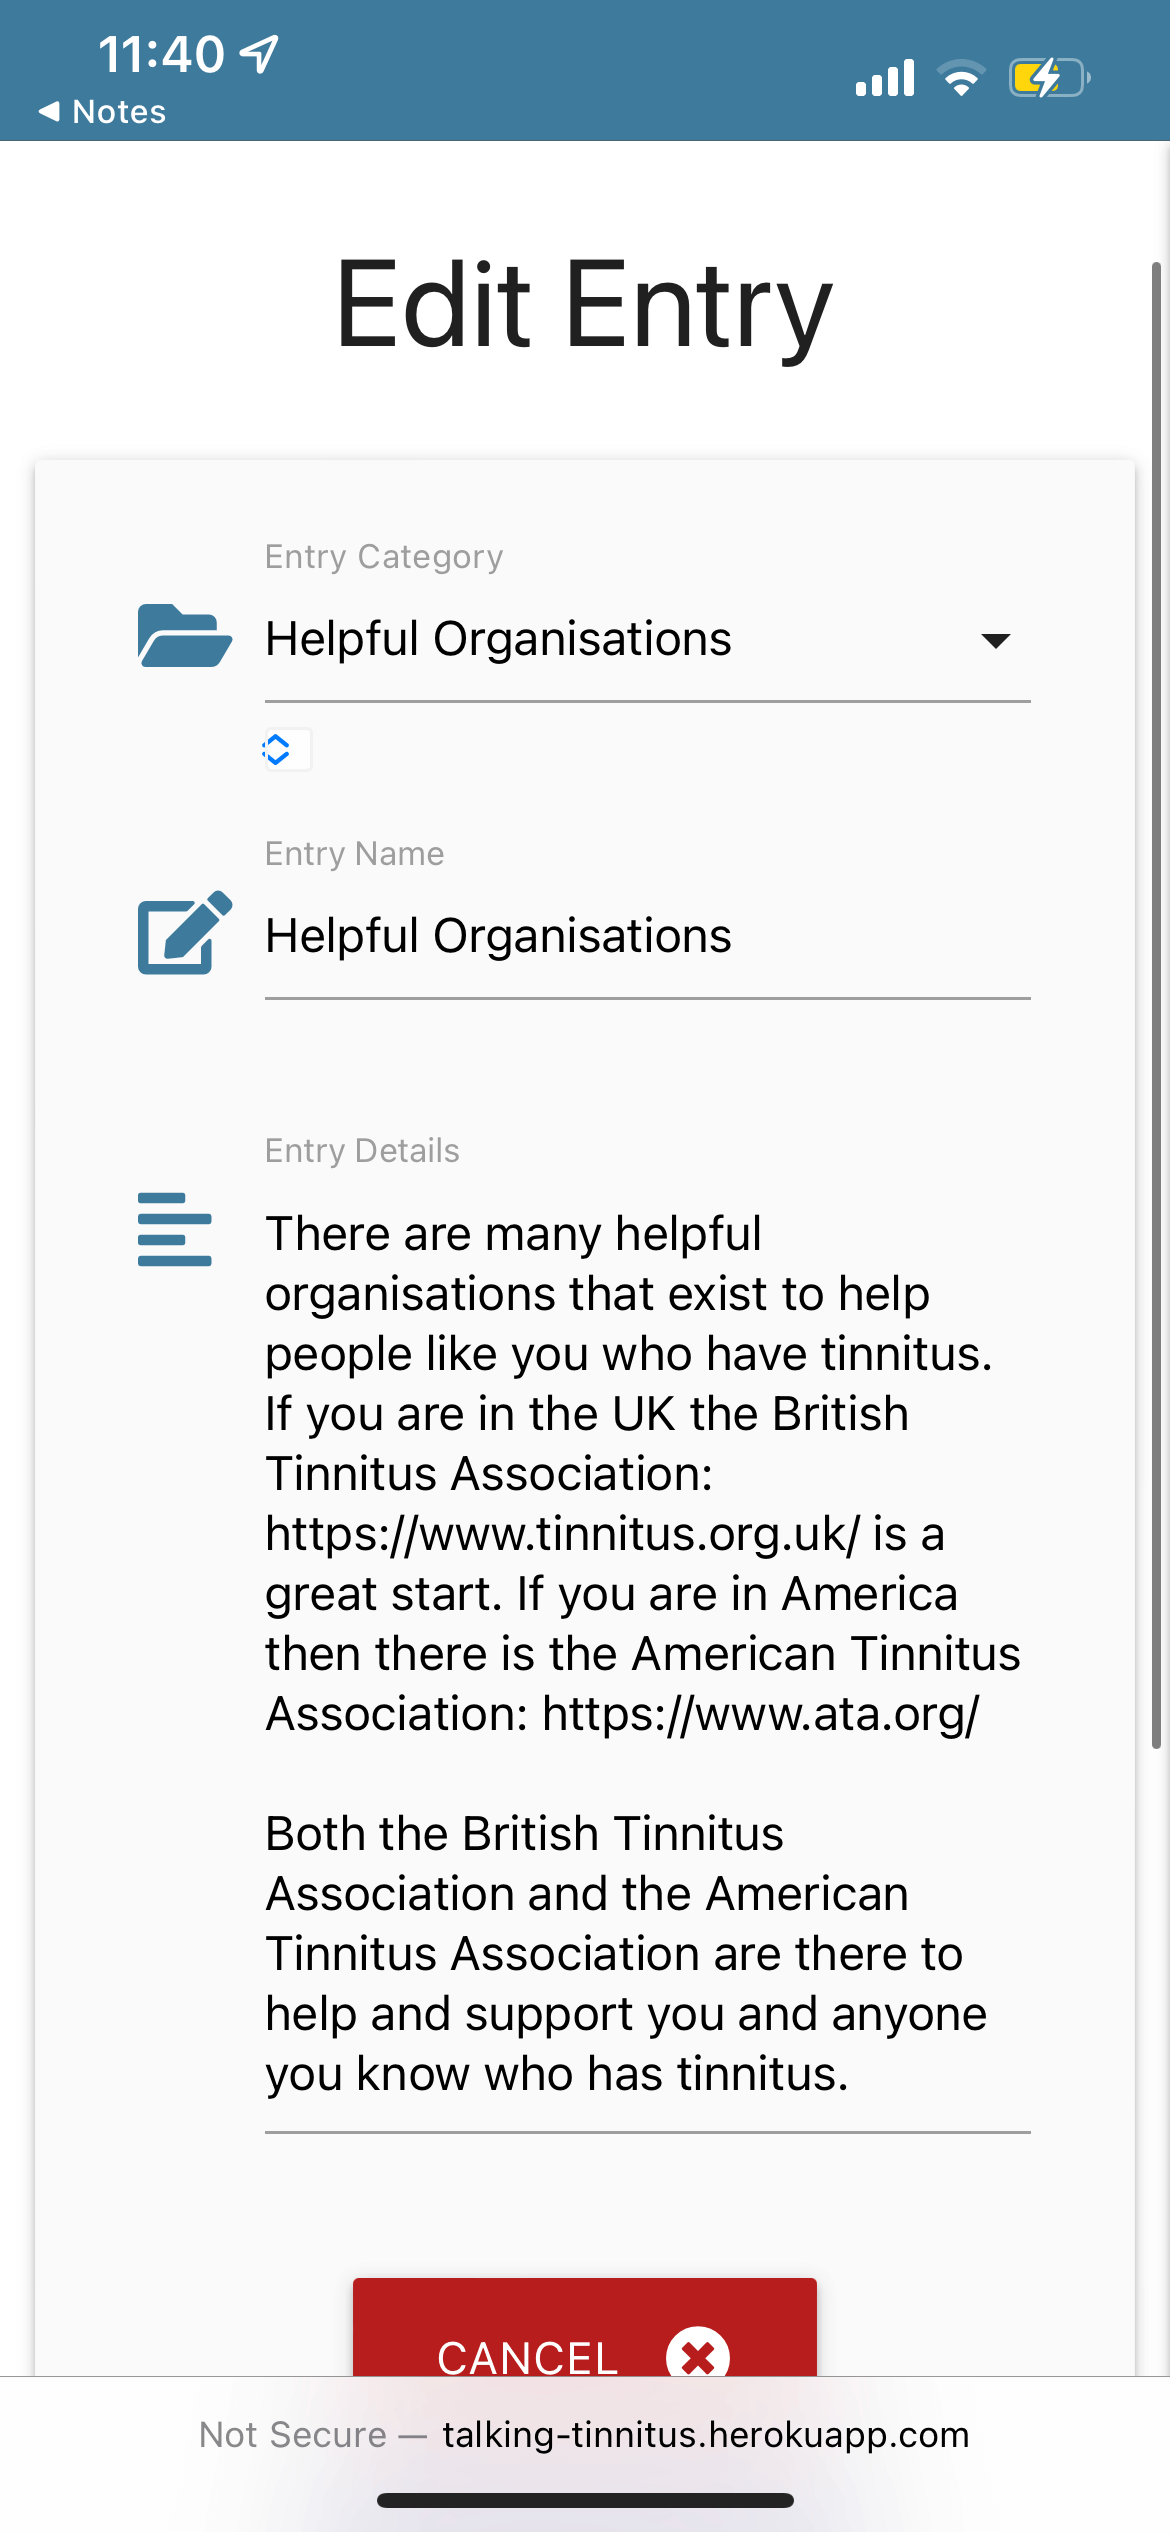 11:40
Notes
Edit Entry
Entry Category
Helpful Organisations
Entry Name
Helpful Organisations
Entry Details
There are many helpful
organisations that exist to help
people like you who have tinnitus.
If you are in the UK the British
Tinnitus Association:
https://www.tinnitus.org.uk/ is a
great start. If you are in America
then there is the American Tinnitus
Association: https://www.ata.org/
Both the British Tinnitus
Association and the American
Tinnitus Association are there to
help and support you and anyone
you know who has tinnitus.
CANCEL
Not Secure — talking-tinnitus.herokuapp.com